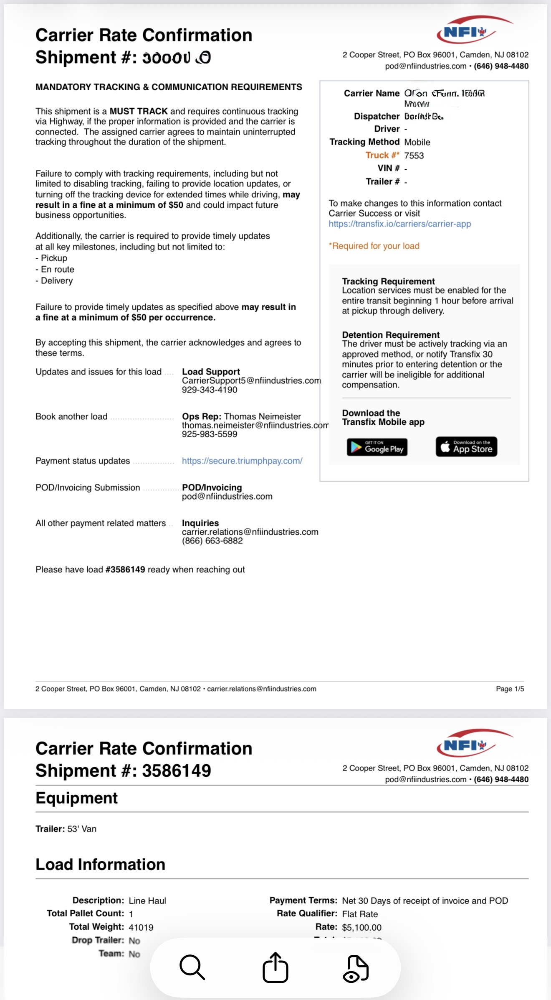 Carrier Rate Confirmation
Shipment #:
NFI
2 Cooper Street, PO Box 96001, Camden, NJ 08102
pod@nfiindustries.com • (646) 948-4480
MANDATORY TRACKING & COMMUNICATION REQUIREMENTS
This shipment is a MUST TRACK and requires continuous tracking
via Highway, if the proper information is provided and the carrier is
connected. The assigned carrier agrees to maintain uninterrupted
tracking throughout the duration of the shipment.
Failure to comply with tracking requirements, including but not
limited to disabling tracking, failing to provide location updates, or
turning off the tracking device for extended times while driving, may
result in a fine at a minimum of $50 and could impact future
business opportunities.
Additionally, the carrier is required to provide timely updates
at all key milestones, including but not limited to:
- Pickup
- En route
- Delivery
Failure to provide timely updates as specified above may result in
a fine at a minimum of $50 per occurrence.
By accepting this shipment, the carrier acknowledges and agrees to
these terms.
Updates and issues for this load .... Load Support
CarrierSupport5@nfiindustries.com
929-343-4190
Book another load ........................ Ops Rep: Thomas Neimeister
thomas.neimeister@nfiindustries.com
925-983-5599
Payment status updates ................ https://secure.triumphpay.com/
POD/Invoicing Submission ............... POD/Invoicing
pod@nfiindustries.com
All other payment related matters .. Inquiries
carrier.relations@nfiindustries.com
(866) 663-6882
Please have load #3586149 ready when reaching out
Carrier Name
Dispatcher
Driver -
Tracking Method Mobile
Truck #* 7553
VIN # -
Trailer # -
To make changes to this information contact
Carrier Success or visit
https://transfix.io/carriers/carrier-app
*Required for your load
Tracking Requirement
Location services must be enabled for the
entire transit beginning 1 hour before arrival
at pickup through delivery.
Detention Requirement
The driver must be actively tracking via an
approved method, or notify Transfix 30
minutes prior to entering detention or the
carrier will be ineligible for additional
compensation.
Download the
Transfix Mobile app
GET IT ON
Google Play
Download on the
App Store
2 Cooper Street, PO Box 96001, Camden, NJ 08102 • carrier.relations@nfiindustries.com Page 1/5
Carrier Rate Confirmation
Shipment #: 3586149
NFI
2 Cooper Street, PO Box 96001, Camden, NJ 08102
pod@nfiindustries.com • (646) 948-4480
Equipment
Trailer: 53' Van
Load Information
Description: Line Haul
Total Pallet Count: 1
Total Weight: 41019
Drop Trailer: No
Team: No
Payment Terms: Net 30 Days of receipt of invoice and POD
Rate Qualifier: Flat Rate
Rate: $5,100.00